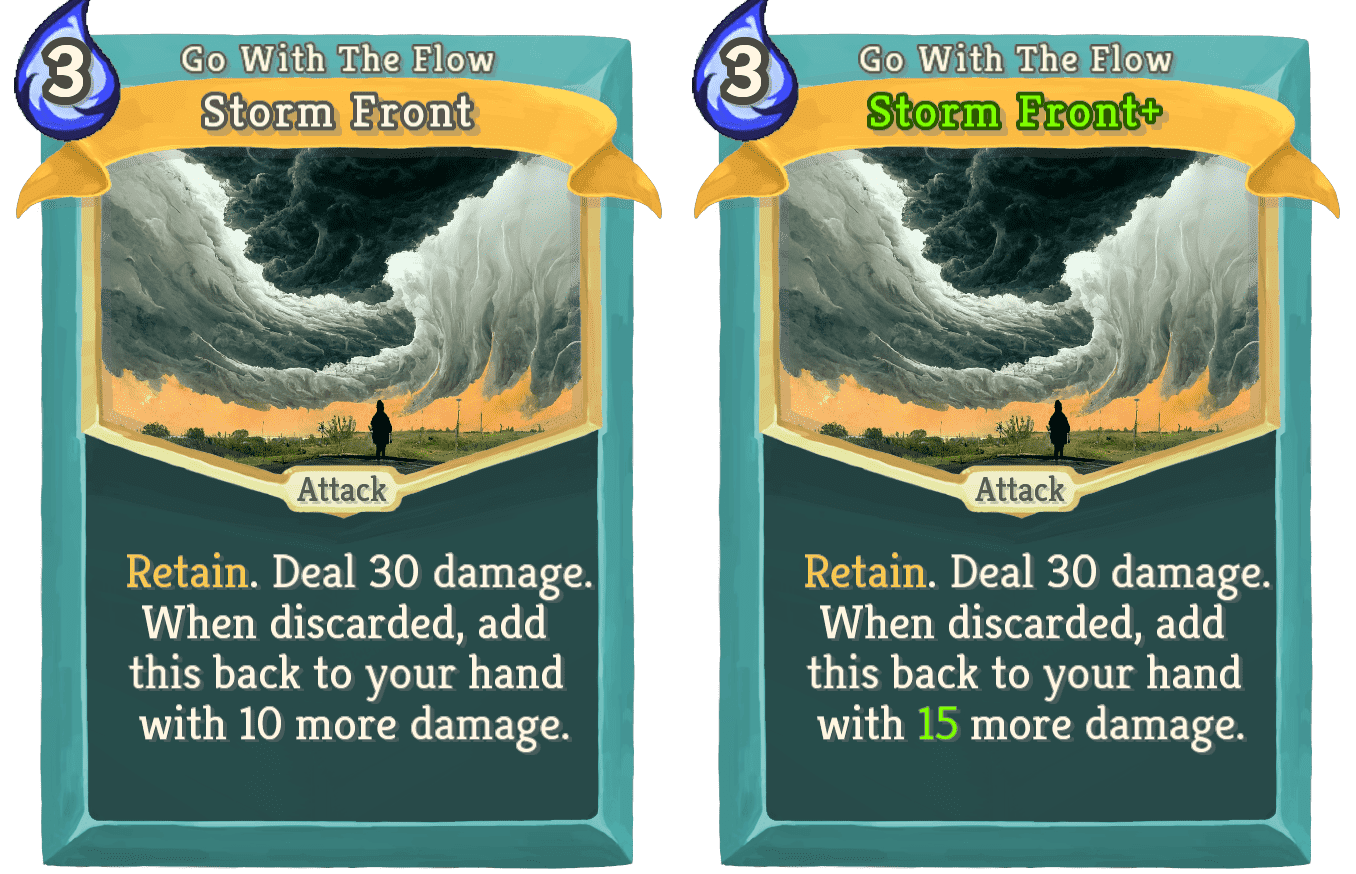 3
Go With The Flow
Storm Front
Attack
Retain. Deal 30 damage.
When discarded, add
this back to your hand
with 10 more damage.
3
Go With The Flow
Storm Front+
Attack
Retain. Deal 30 damage.
When discarded, add
this back to your hand
with 15 more damage.